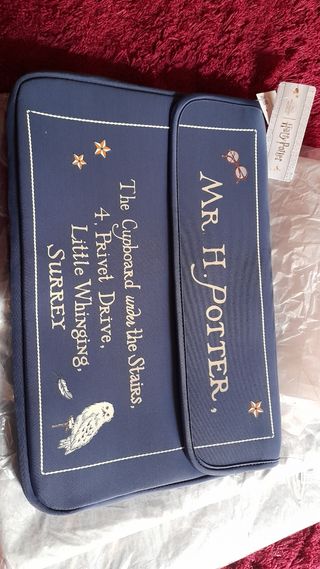 Mr. H. Potter,
The Cupboard under the Stairs,
4, Privet Drive,
Little Whinging,
Surrey
Harry Potter